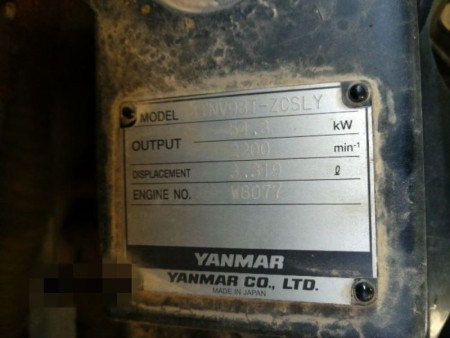 MODEL
OUTPUT kW
min⁻¹
DISPLACEMENT ℓ
ENGINE NO. W8077
YANMAR
YANMAR CO., LTD.
MADE IN JAPAN